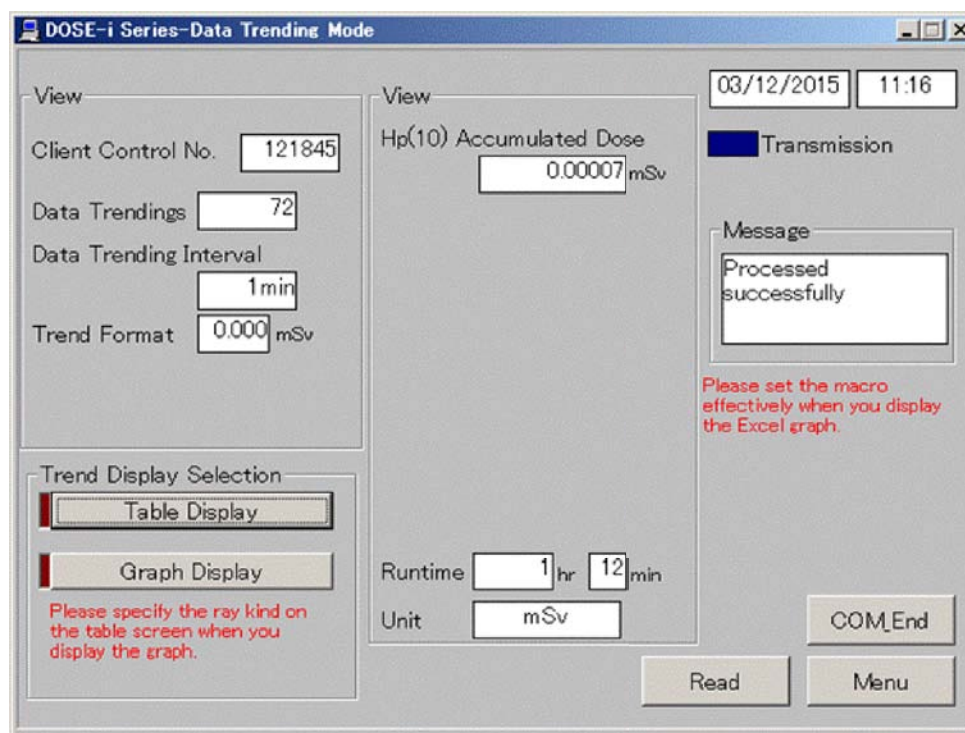 DOSE-i Series-Data Trending Mode
View
Client Control No. 121845
Data Trendings 72
Data Trending Interval
1min
Trend Format 0.000 mSv
Trend Display Selection
Table Display
Graph Display
Please specify the ray kind on
the table screen when you
display the graph.
View
Hp(10) Accumulated Dose
0.00007 mSv
Runtime 1 hr 12 min
Unit mSv
03/12/2015 11:16
Transmission
Message
Processed
successfully
Please set the macro
effectively when you display
the Excel graph.
COM_End
Read Menu